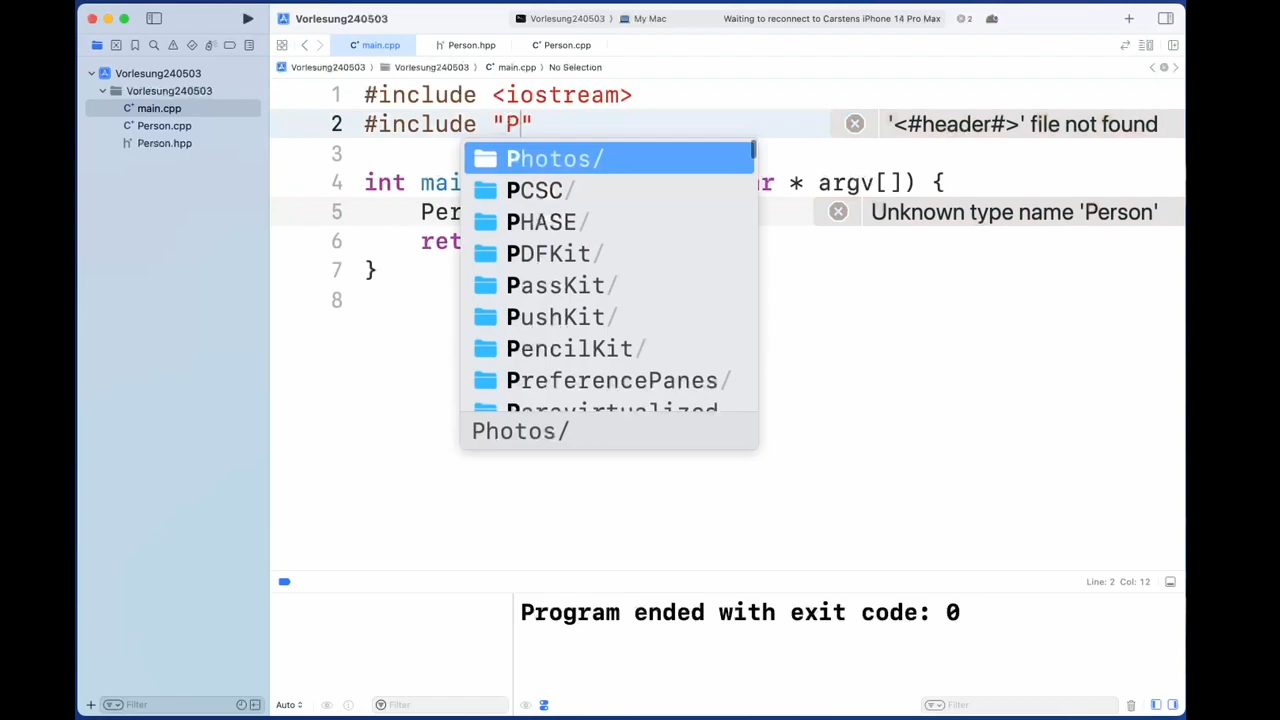 Vorlesung240503
Vorlesung240503 〉 My Mac
Waiting to reconnect to Carstens iPhone 14 Pro Max
2
main.cpp
Person.hpp
Person.cpp
Vorlesung240503 〉 Vorlesung240503 〉 main.cpp 〉 No Selection
Vorlesung240503
Vorlesung240503
main.cpp
Person.cpp
Person.hpp
1 #include <iostream>
2 #include "P"
'<#header#>' file not found
3
4 int mai r * argv[]) {
5 Per
Unknown type name 'Person'
6 ret
7 }
8
Photos/
PCSC/
PHASE/
PDFKit/
PassKit/
PushKit/
PencilKit/
PreferencePanes/
Paravirtualized
Photos/
Line: 2 Col: 12
Program ended with exit code: 0
Filter
Auto
Filter
Filter